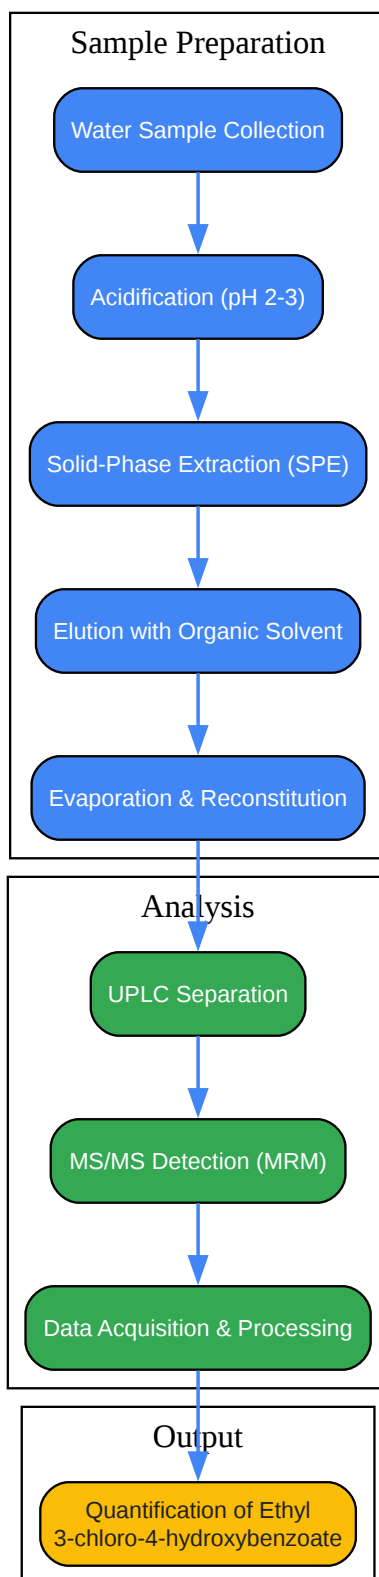 Sample Preparation
Water Sample Collection
Acidification (pH 2-3)
Solid-Phase Extraction (SPE)
Elution with Organic Solvent
Evaporation & Reconstitution
Analysis
UPLC Separation
MS/MS Detection (MRM)
Data Acquisition & Processing
Output
Quantification of Ethyl
3-chloro-4-hydroxybenzoate